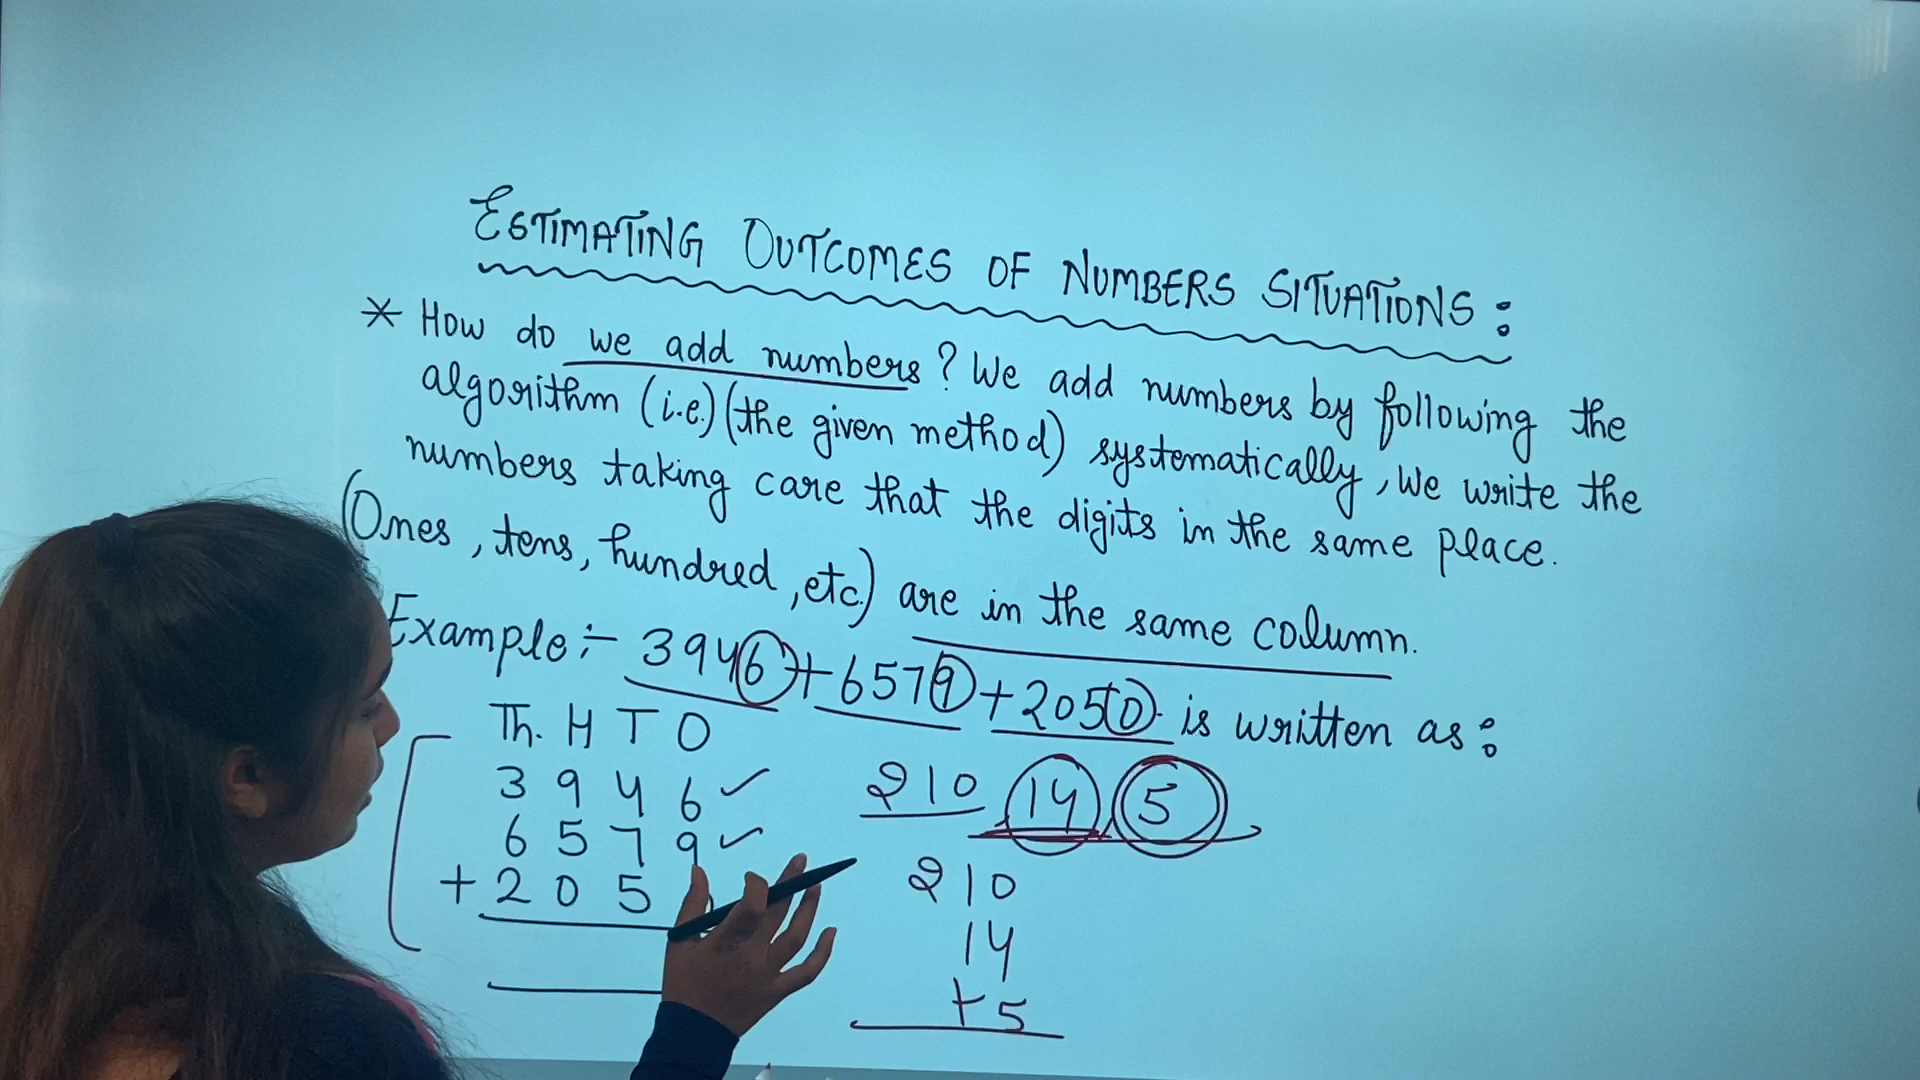 ESTIMATING OUTCOMES OF NUMBERS SITUATIONS:
* How do we add numbers? We add numbers by following the
algorithm (i.e.) (the given method) systematically, We write the
numbers taking care that the digits in the same place.
(Ones, tens, hundred, etc.) are in the same column.
Example:- 3946 + 6579 + 2050. is written as:
Th. H T O
3 9 4 6 ✓
6 5 7 9 ✓
+ 2 0 5
210, 14, 5
210
14
+ 5